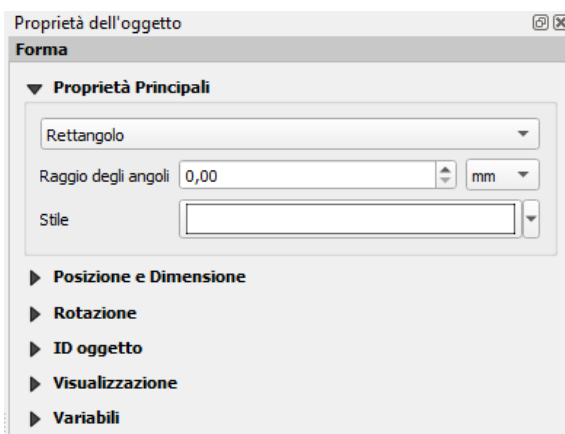 Proprietà dell'oggetto
Forma
Proprietà Principali
Rettangolo
Raggio degli angoli 0,00 mm
Stile
Posizione e Dimensione
Rotazione
ID oggetto
Visualizzazione
Variabili